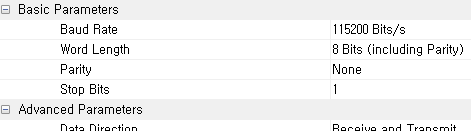 Basic Parameters
Baud Rate 115200 Bits/s
Word Length 8 Bits (including Parity)
Parity None
Stop Bits 1
Advanced Parameters
Data Direction Receive and Transmit